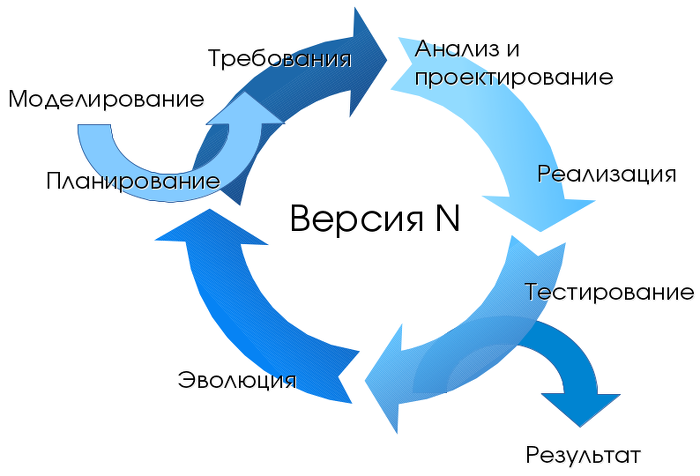 Требования
Анализ и
проектирование
Моделирование
Реализация
Планирование
Версия N
Тестирование
Эволюция
Результат